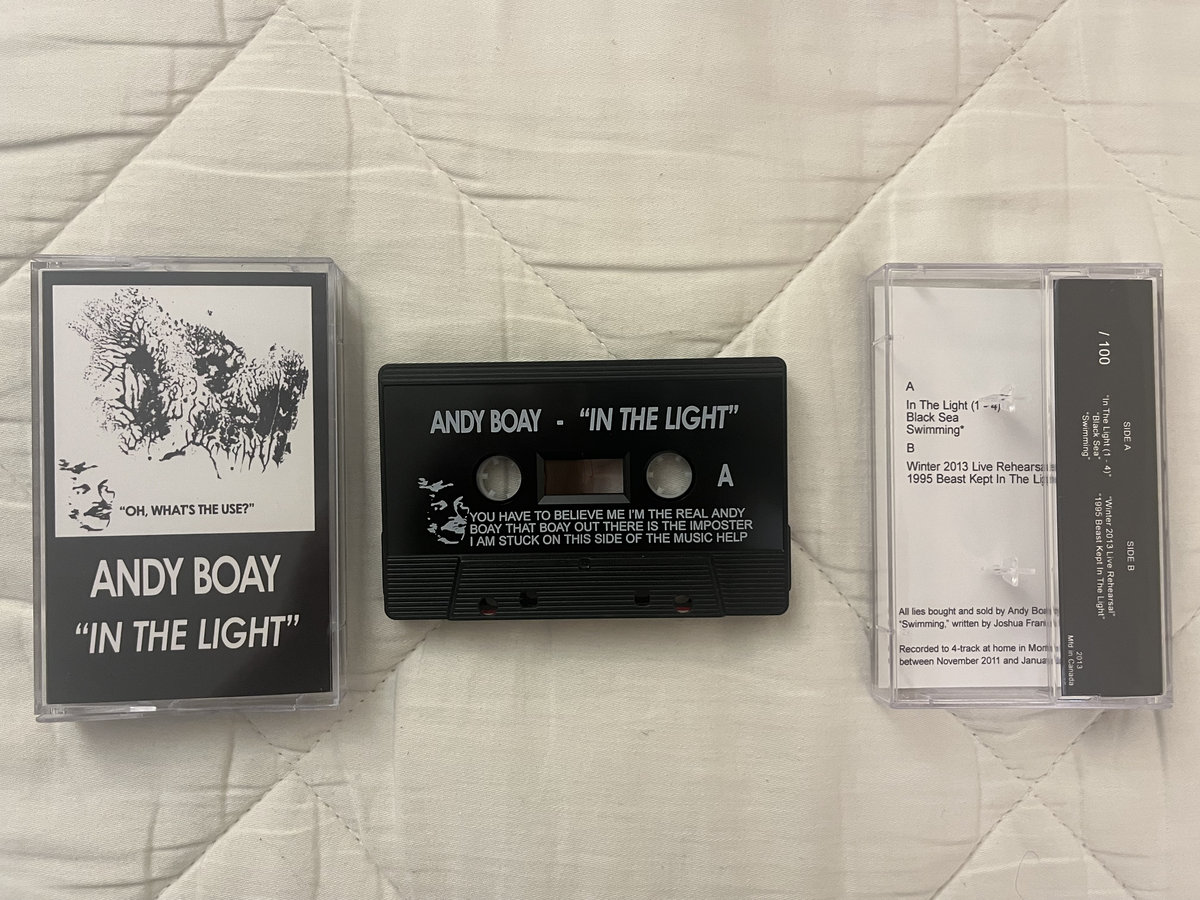 "OH, WHAT'S THE USE?"
ANDY BOAY
"IN THE LIGHT"
ANDY BOAY - "IN THE LIGHT"
A
YOU HAVE TO BELIEVE ME I'M THE REAL ANDY
BOAY THAT BOAY OUT THERE IS THE IMPOSTER
I AM STUCK ON THIS SIDE OF THE MUSIC HELP
A
In The Light (1 - 4)
Black Sea
Swimming*
B
Winter 2013 Live Rehearsal
1995 Beast Kept In The
All lies bought and sold by Andy
"Swimming," written by Joshua
Recorded to 4-track at home in
between November 2011 and
/ 100
SIDE A
"In The Light (1 - 4)"
"Black Sea"
"Swimming"
SIDE B
"Winter 2013 Live Rehearsal"
"1995 Beast Kept In The Light"
2013
Mfd in Canada